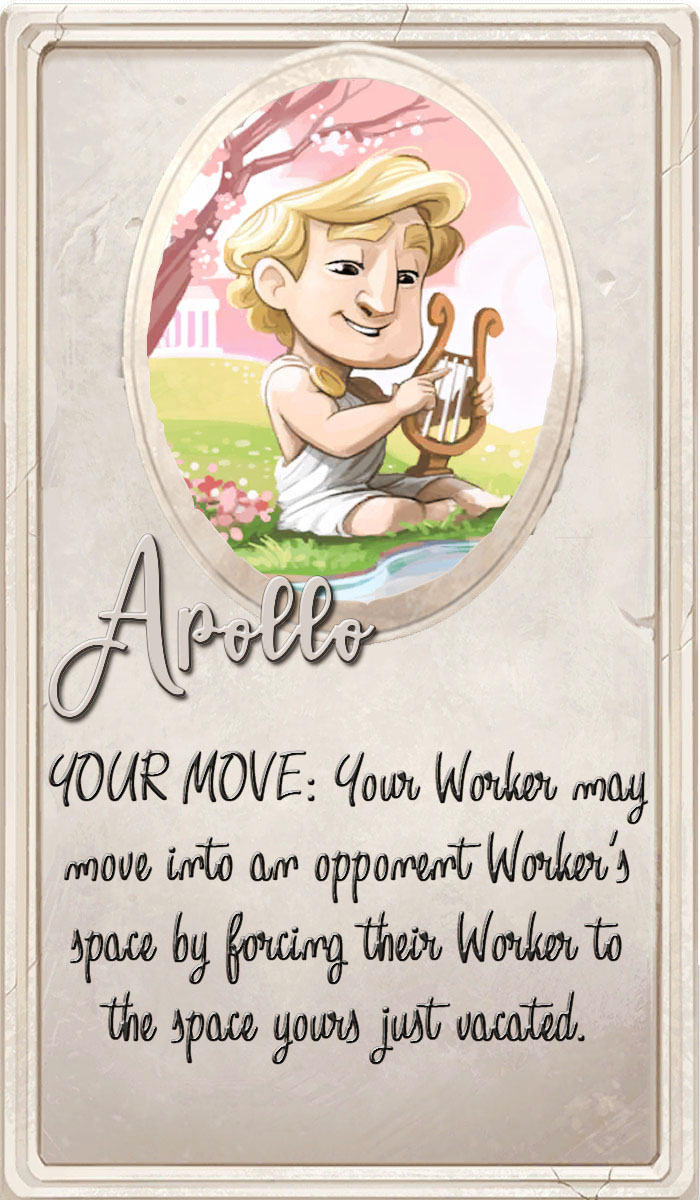 Apollo
YOUR MOVE: Your Worker may
move into an opponent Worker's
space by forcing their Worker to
the space yours just vacated.